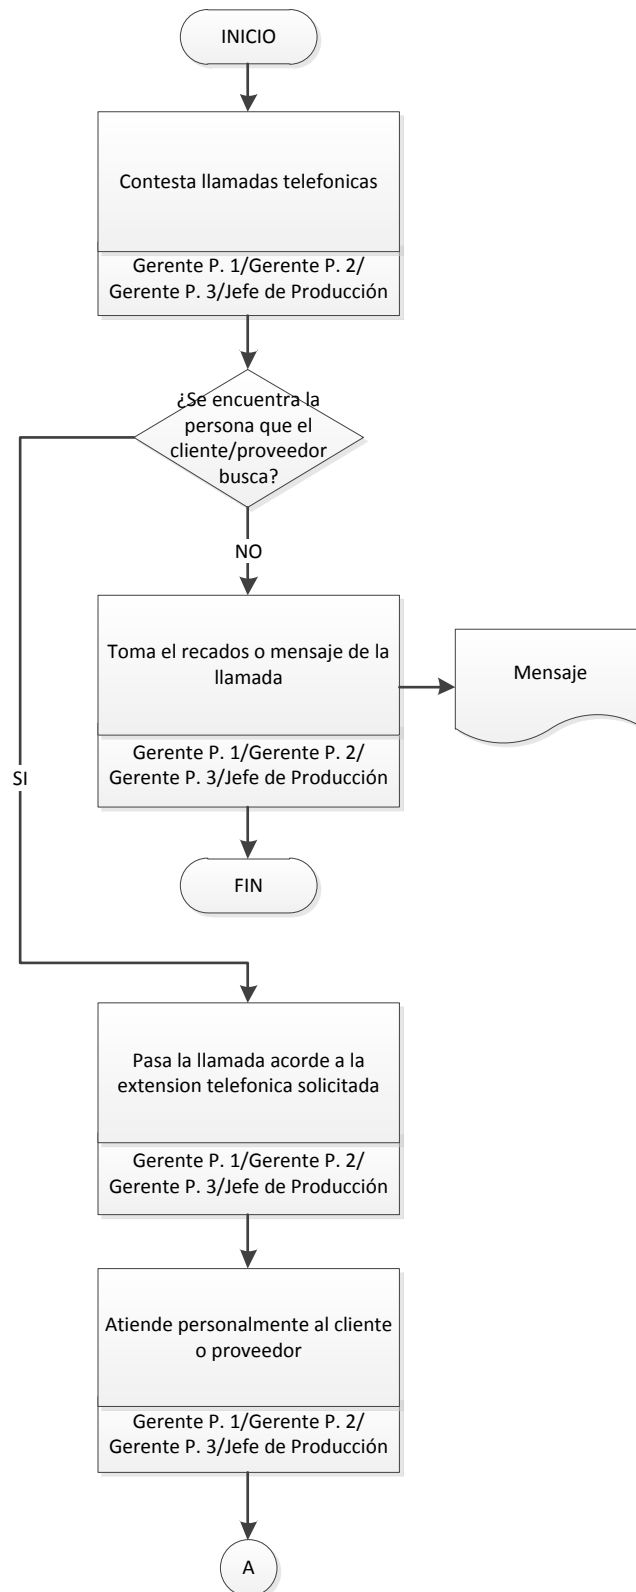 INICIO
Contesta llamadas telefonicas
Gerente P. 1/Gerente P. 2/
Gerente P. 3/Jefe de Producción
¿Se encuentra la
persona que el
cliente/proveedor
busca?
NO
Toma el recados o mensaje de la
llamada
Mensaje
Gerente P. 1/Gerente P. 2/
Gerente P. 3/Jefe de Producción
SI
FIN
Pasa la llamada acorde a la
extension telefonica solicitada
Gerente P. 1/Gerente P. 2/
Gerente P. 3/Jefe de Producción
Atiende personalmente al cliente
o proveedor
Gerente P. 1/Gerente P. 2/
Gerente P. 3/Jefe de Producción
A